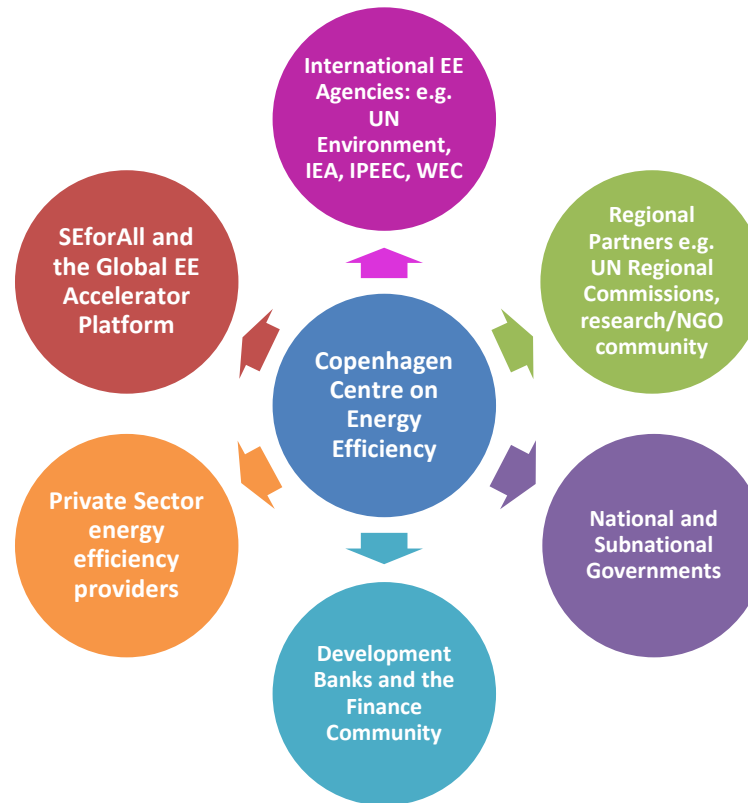 International EE
Agencies: e.g.
UN
Environment,
IEA, IPEEC, WEC
SEforAll and
the Global EE
Accelerator
Platform
Regional
Partners e.g.
UN Regional
Commissions,
research/NGO
community
Copenhagen
Centre on
Energy
Efficiency
Private Sector
energy
efficiency
providers
National and
Subnational
Governments
Development
Banks and the
Finance
Community